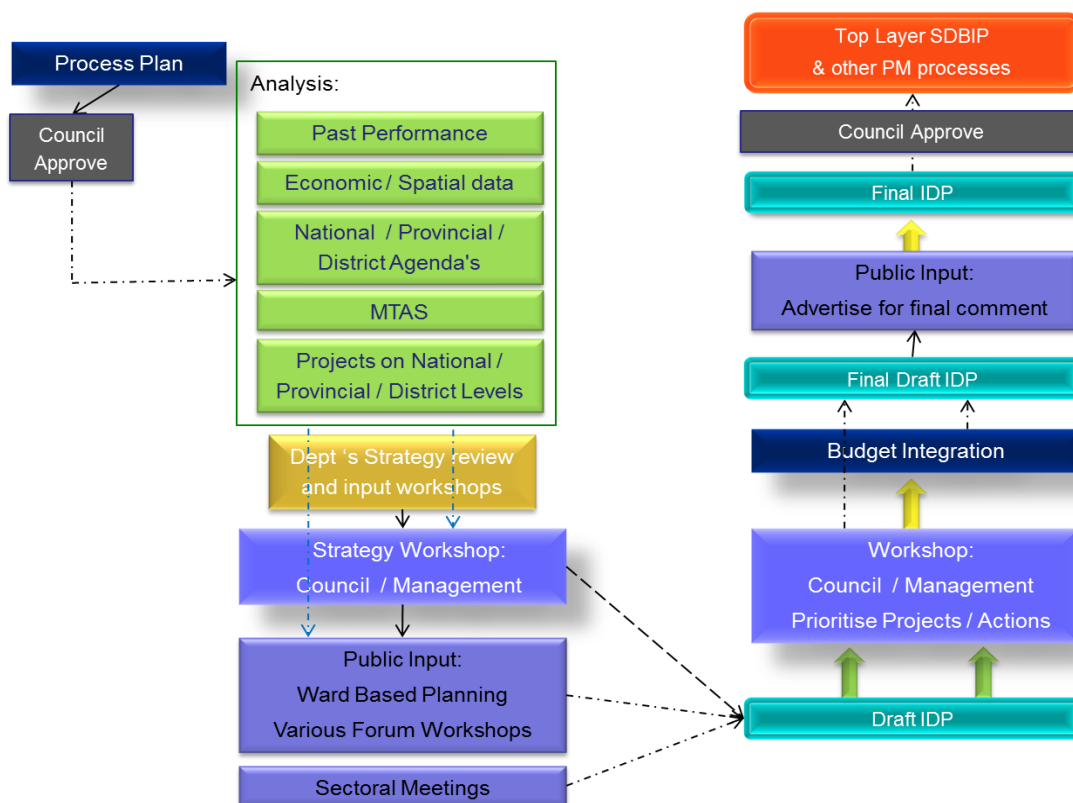 Process Plan
Council
Approve
Analysis:
Past Performance
Economic / Spatial data
National / Provincial /
District Agenda's
MTAS
Projects on National /
Provincial / District Levels
Dept ‘s Strategy review
and input workshops
Strategy Workshop:
Council / Management
Public Input:
Ward Based Planning
Various Forum Workshops
Sectoral Meetings
Top Layer SDBIP
& other PM processes
Council Approve
Final IDP
Public Input:
Advertise for final comment
Final Draft IDP
Budget Integration
Workshop:
Council / Management
Prioritise Projects / Actions
Draft IDP